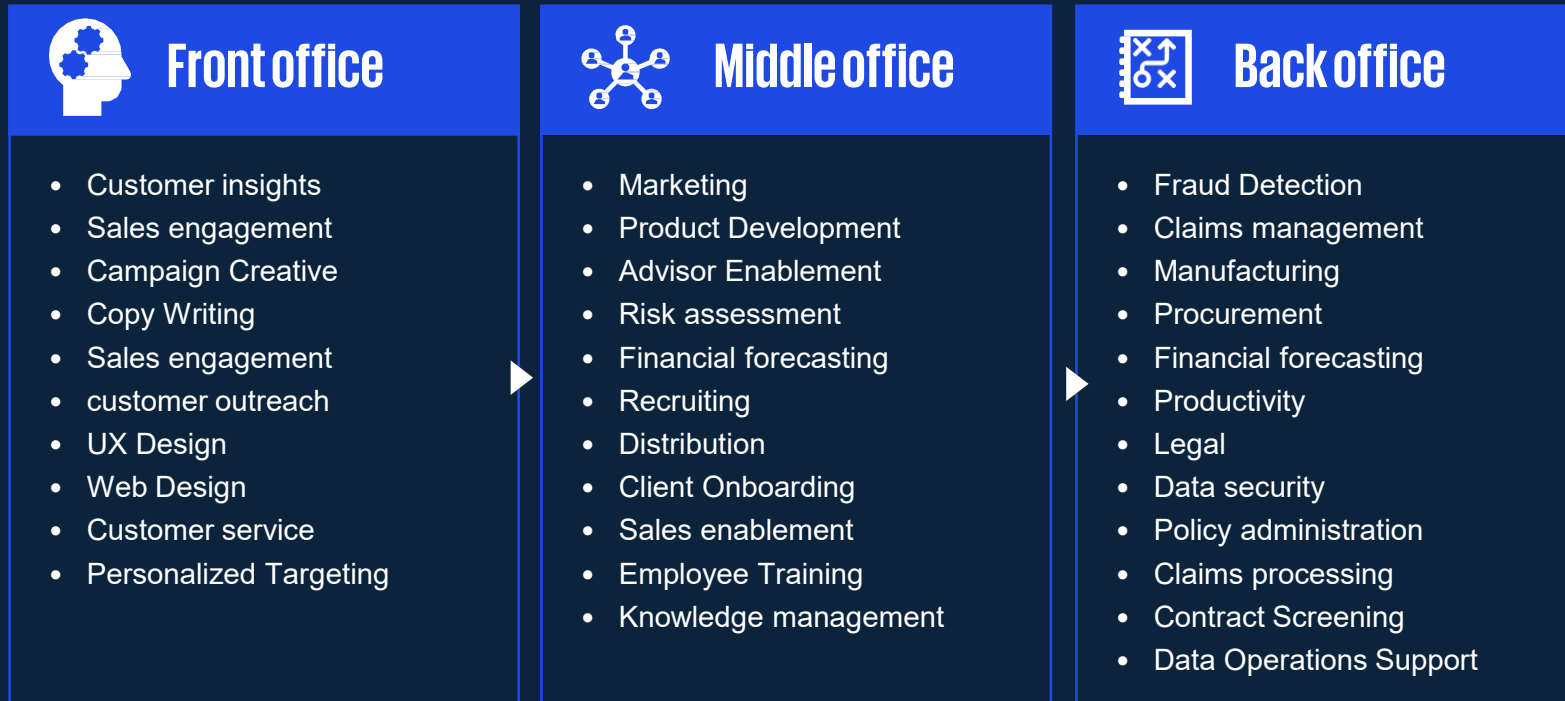 Front office
• Customer insights
• Sales engagement
• Campaign Creative
• Copy Writing
• Sales engagement
• customer outreach
• UX Design
• Web Design
• Customer service
• Personalized Targeting
Middle office
• Marketing
• Product Development
• Advisor Enablement
• Risk assessment
• Financial forecasting
• Recruiting
• Distribution
• Client Onboarding
• Sales enablement
• Employee Training
• Knowledge management
Back office
• Fraud Detection
• Claims management
• Manufacturing
• Procurement
• Financial forecasting
• Productivity
• Legal
• Data security
• Policy administration
• Claims processing
• Contract Screening
• Data Operations Support